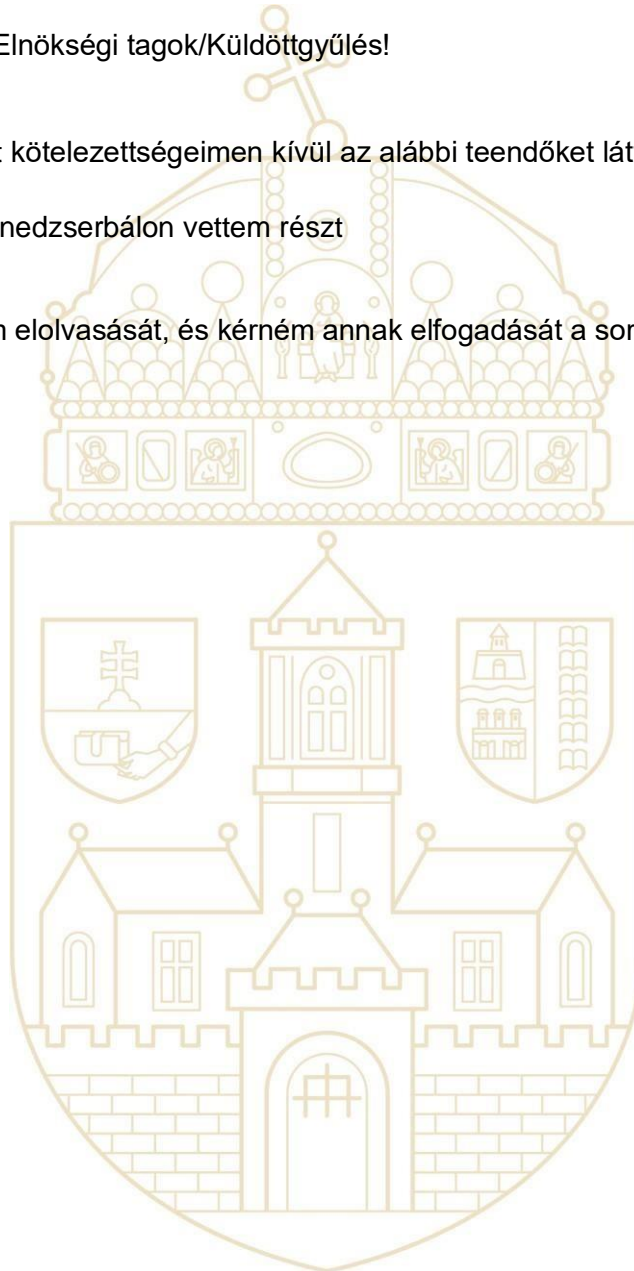 Elnökségi tagok/Küldöttgyűlés!
kötelezettségeimen kívül az alábbi teendőket lát
nedzserbálon vettem részt
elolvasását, és kérném annak elfogadását a sor